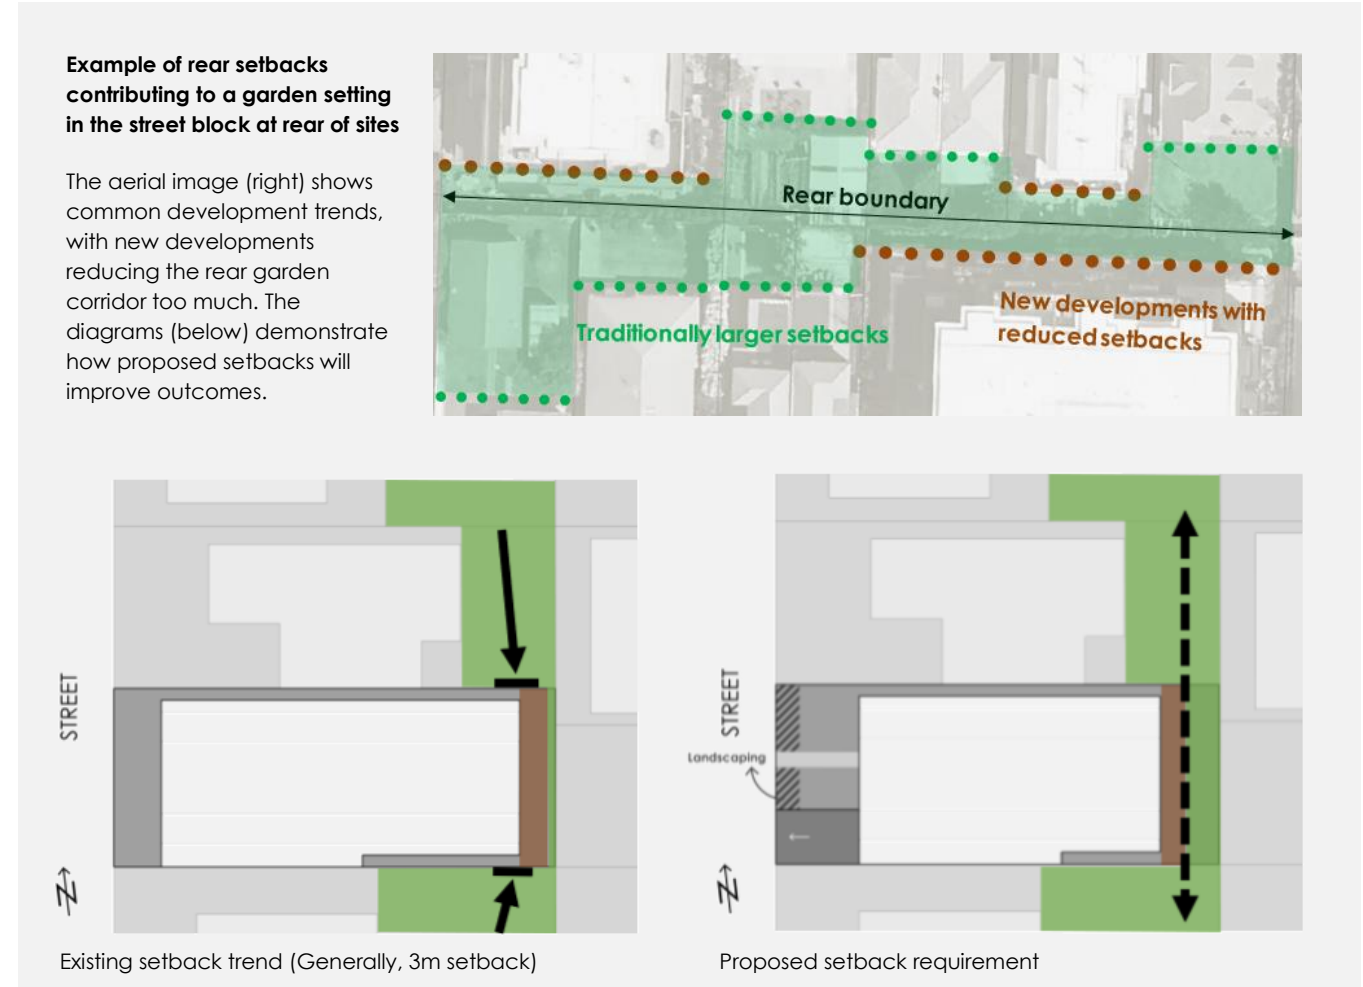 Example of rear setbacks
contributing to a garden setting
in the street block at rear of sites
The aerial image (right) shows
common development trends,
with new developments
reducing the rear garden
corridor too much. The
diagrams (below) demonstrate
how proposed setbacks will
improve outcomes.
Rear boundary
Traditionally larger setbacks
New developments with
reduced setbacks
STREET
N
Existing setback trend (Generally, 3m setback)
STREET
Landscaping
N
Proposed setback requirement